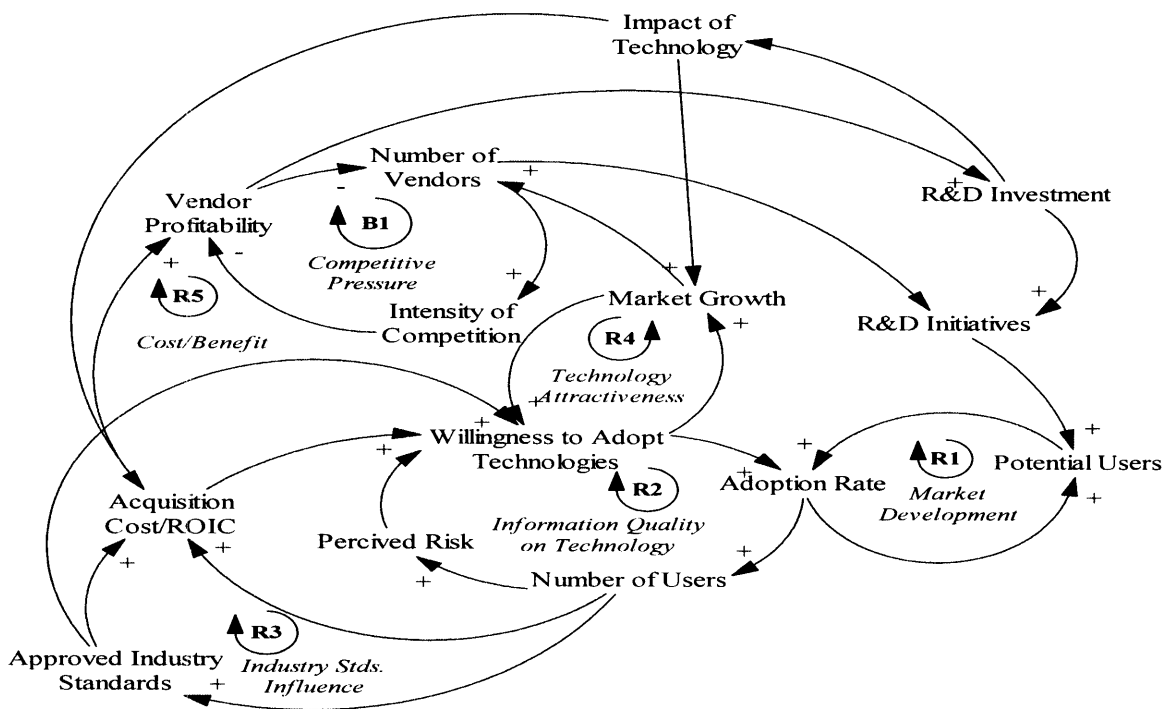 Impact of
Technology
Number of
Vendors
+
-
Vendor
Profitability
+
R&D Investment
B1
Competitive
Pressure
-
+
R5
Cost/Benefit
+
Intensity of
Competition
+
Market Growth
+
+
R&D Initiatives
+
R4
Technology
Attractiveness
+
+
Willingness to Adopt
Technologies
+
+
Adoption Rate
+
R1
Market
Development
+
Potential Users
+
R2
Information Quality
on Technology
Acquisition
Cost/ROIC
+
+
Percived Risk
+
Number of Users
+
R3
Industry Stds.
Influence
Approved Industry
Standards
+